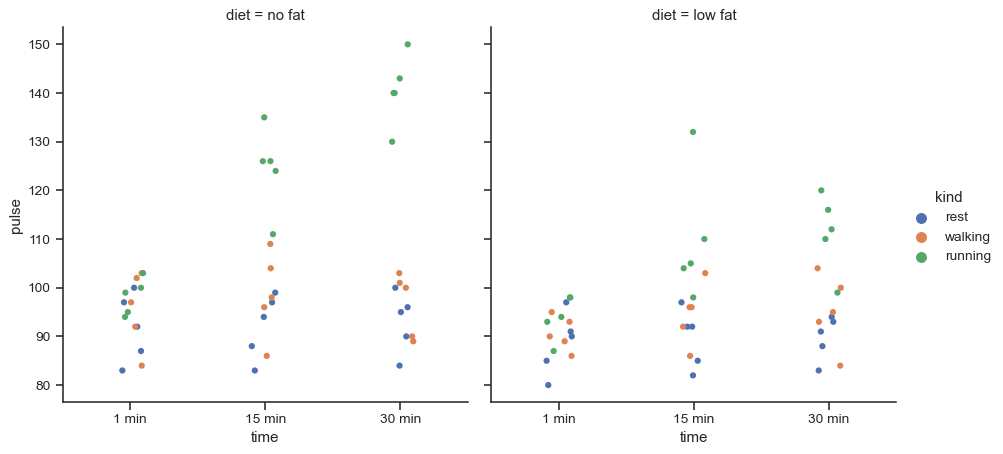 diet = no fat
diet = low fat
150
140
130
120
110
100
90
80
pulse
1 min
15 min
30 min
time
1 min
15 min
30 min
time
kind
rest
walking
running